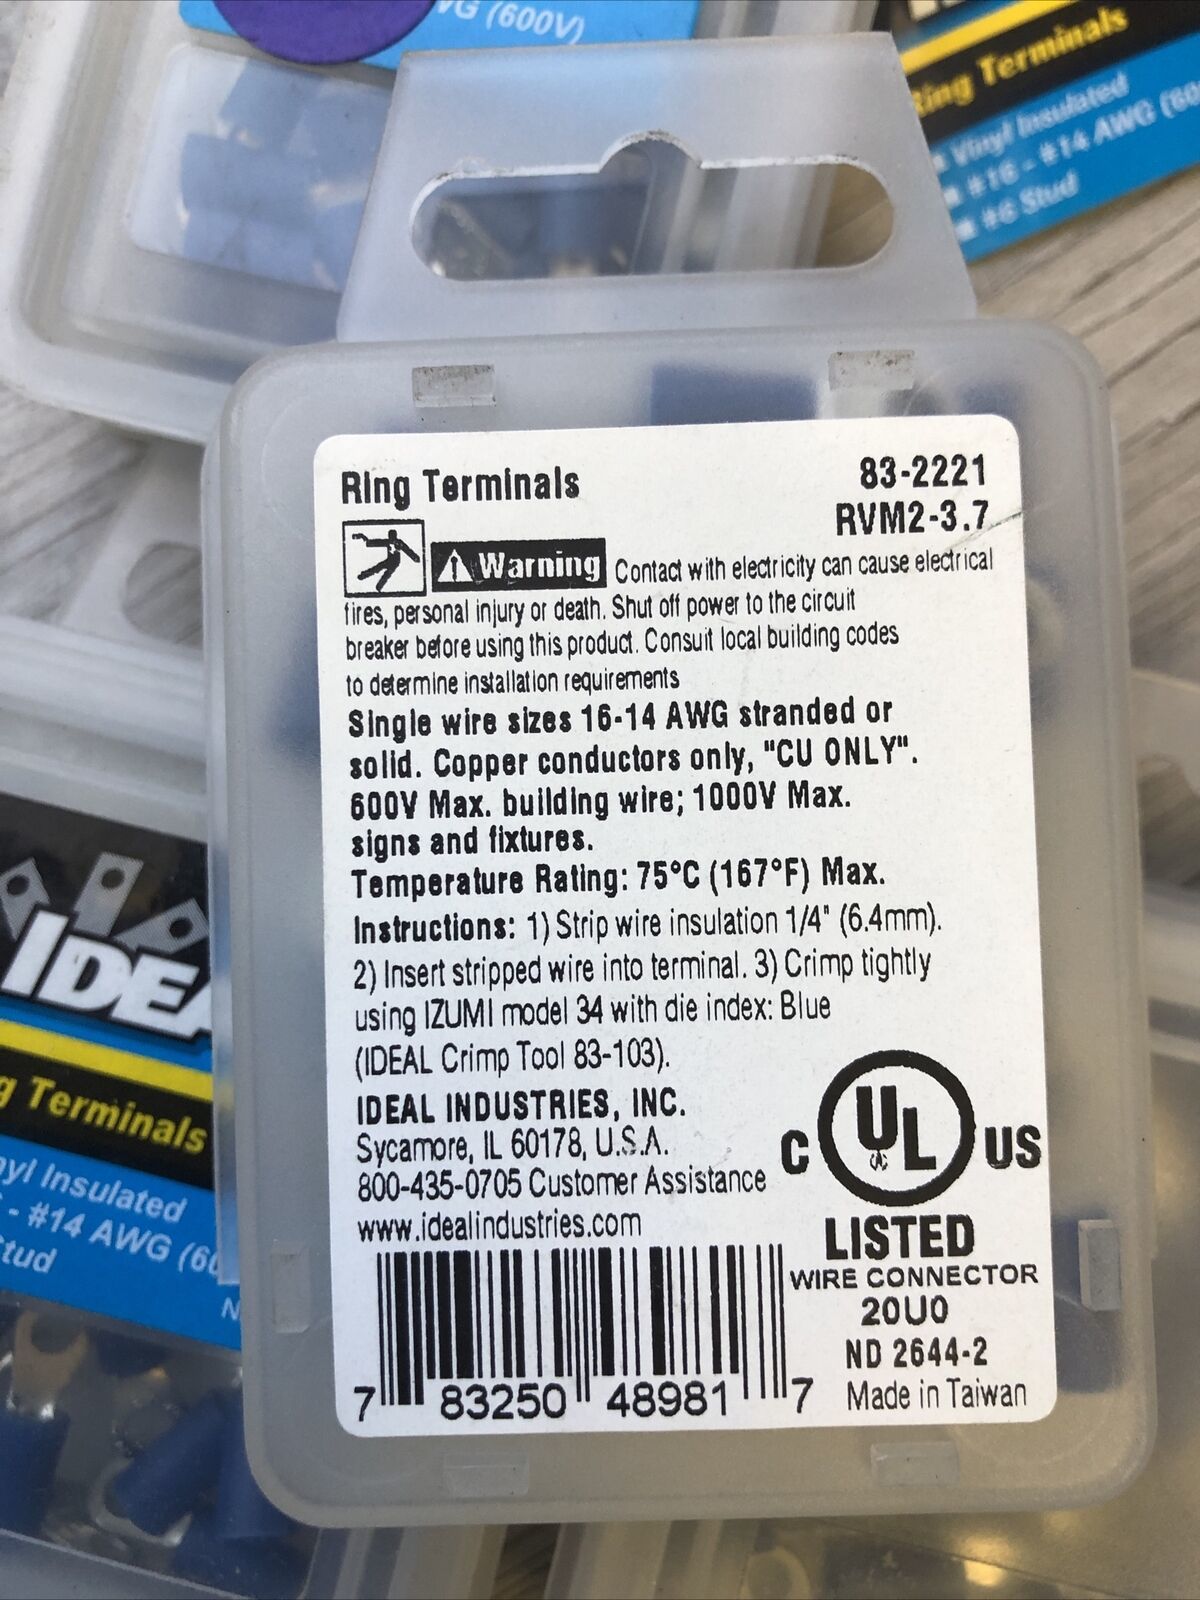 WG (600V)
Ring Terminals
Vinyl Insulated
#16 - #14 AWG (60
#6 Stud
Ring Terminals
83-2221
RVM2-3.7
Warning Contact with electricity can cause electrical
fires, personal injury or death. Shut off power to the circuit
breaker before using this product. Consult local building codes
to determine installation requirements
Single wire sizes 16-14 AWG stranded or
solid. Copper conductors only, "CU ONLY".
600V Max. building wire; 1000V Max.
signs and fixtures.
Temperature Rating: 75°C (167°F) Max.
Instructions: 1) Strip wire insulation 1/4" (6.4mm).
2) Insert stripped wire into terminal. 3) Crimp tightly
using IZUMI model 34 with die index: Blue
(IDEAL Crimp Tool 83-103).
IDEAL INDUSTRIES, INC.
Sycamore, IL 60178, U.S.A.
800-435-0705 Customer Assistance
www.idealindustries.com
C UL US
LISTED
WIRE CONNECTOR
20U0
ND 2644-2
Made in Taiwan
7 83250 48981 7
IDEA
g Terminals
nyl Insulated
- #14 AWG (60
tud
N